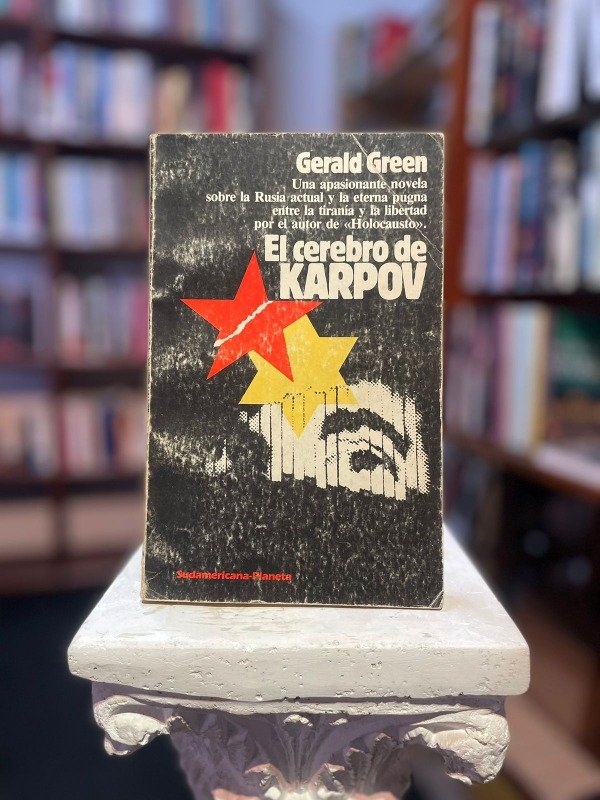 Gerald Green
Una apasionante novela
sobre la Rusia actual y la eterna pugna
entre la tiranía y la libertad
por el autor de «Holocausto».
El cerebro de
KARPOV
Sudamericana-Planeta